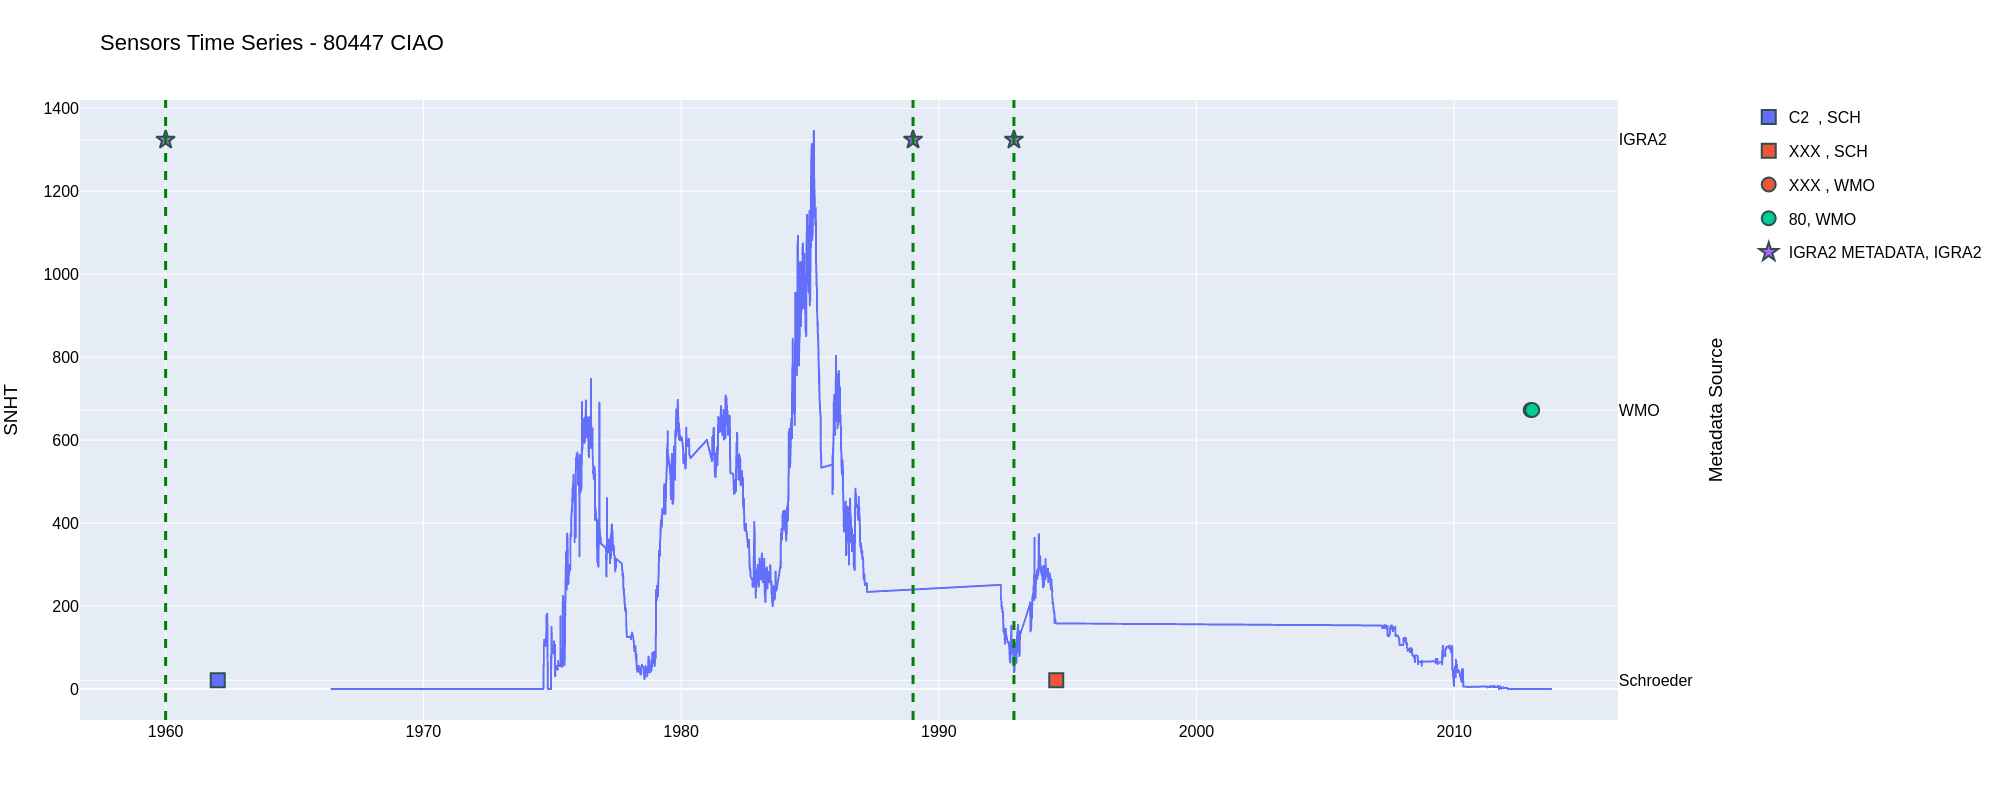 Sensors Time Series - 80447 CIAO
1400
1200
1000
800
600
400
200
0
SNHT
1960
1970
1980
1990
2000
2010
IGRA2
WMO
Schroeder
Metadata Source
C2  , SCH
XXX , SCH
XXX , WMO
80, WMO
IGRA2 METADATA, IGRA2